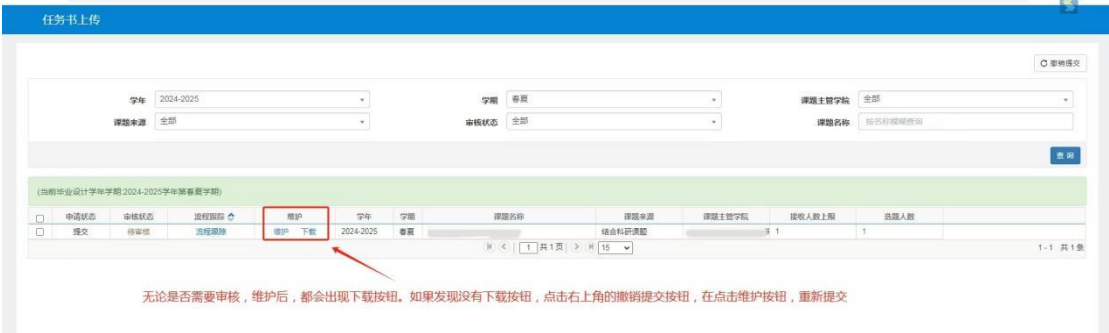 任务书上传
撤销提交
学年 2024-2025 学期 春夏 课题主管学院 全部
课题来源 全部 审核状态 全部 课题名称 按名称模糊查询
查询
(当前毕业设计学年学期:2024-2025学年第春夏学期)
申请状态 审核状态 流程跟踪 维护 学年 学期 课题名称 课题来源 课题主管学院 接收人数上限 选题人数
提交 待审核 流程跟踪 维护 下载 2024-2025 春夏 结合科研课题 1 1
1 共1页 15 1-1 共1条
无论是否需要审核，维护后，都会出现下载按钮。如果发现没有下载按钮，点击右上角的撤销提交按钮，在点击维护按钮，重新提交